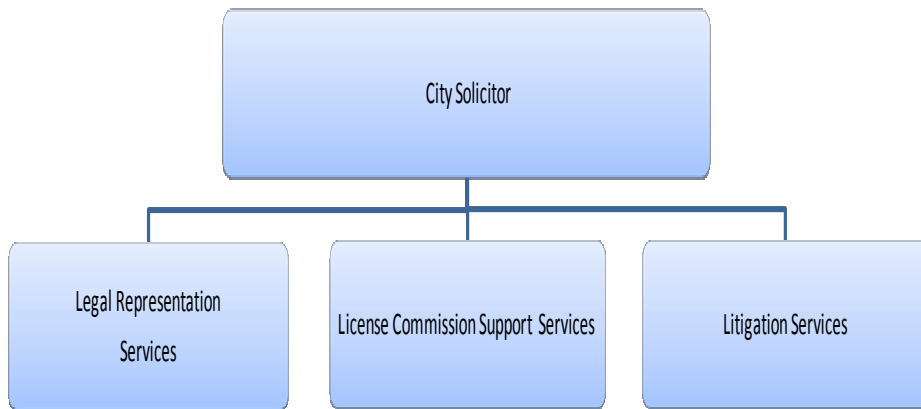 City Solicitor
Legal Representation
Services
License Commission Support Services
Litigation Services